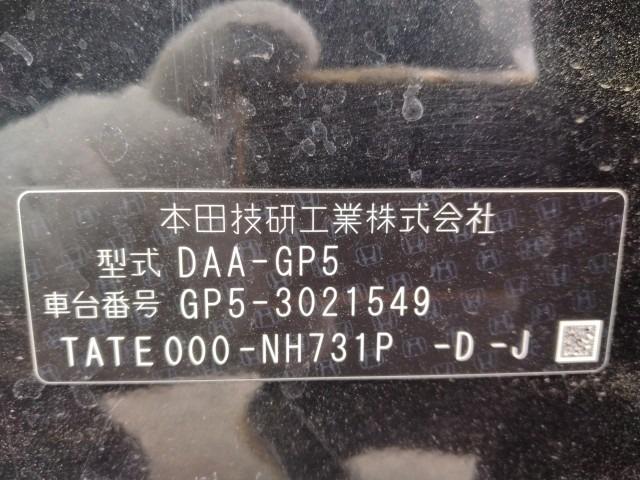 本田技研工業株式会社
型式 DAA-GP5
車台番号 GP5-3021549
TATE000-NH731P -D-J